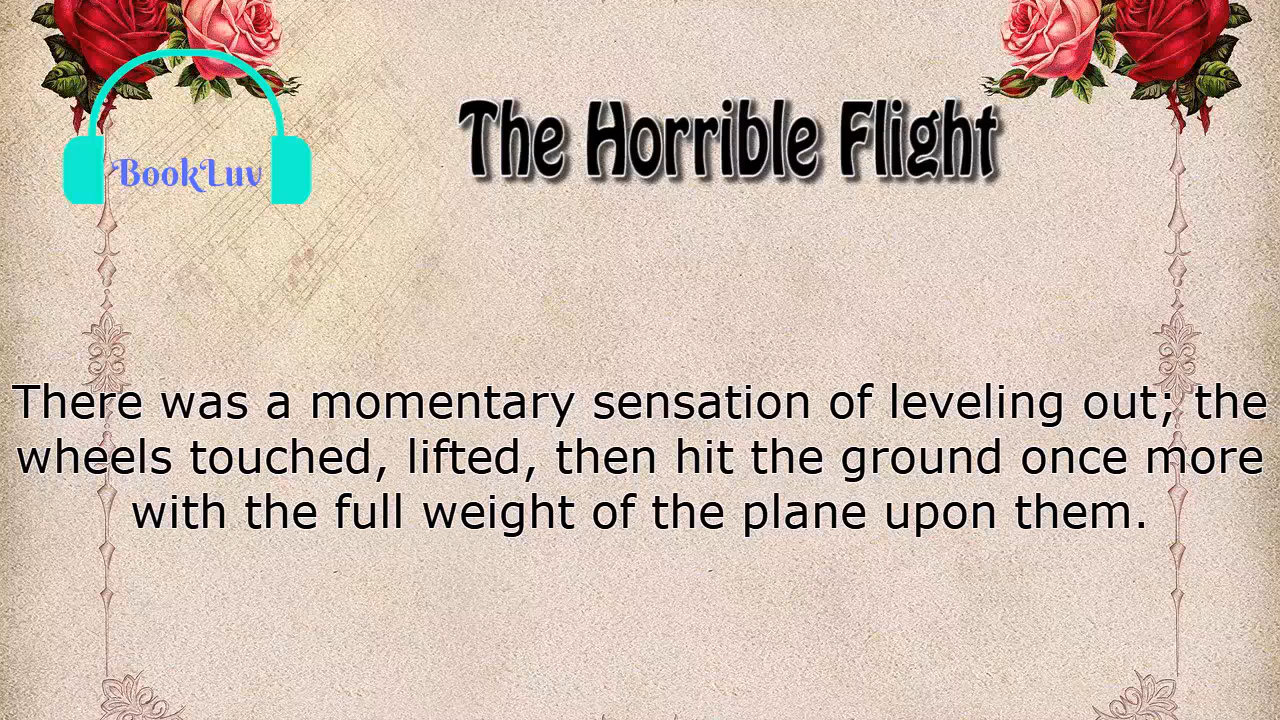 The Horrible Flight
BookLuv
There was a momentary sensation of leveling out; the
wheels touched, lifted, then hit the ground once more
with the full weight of the plane upon them.